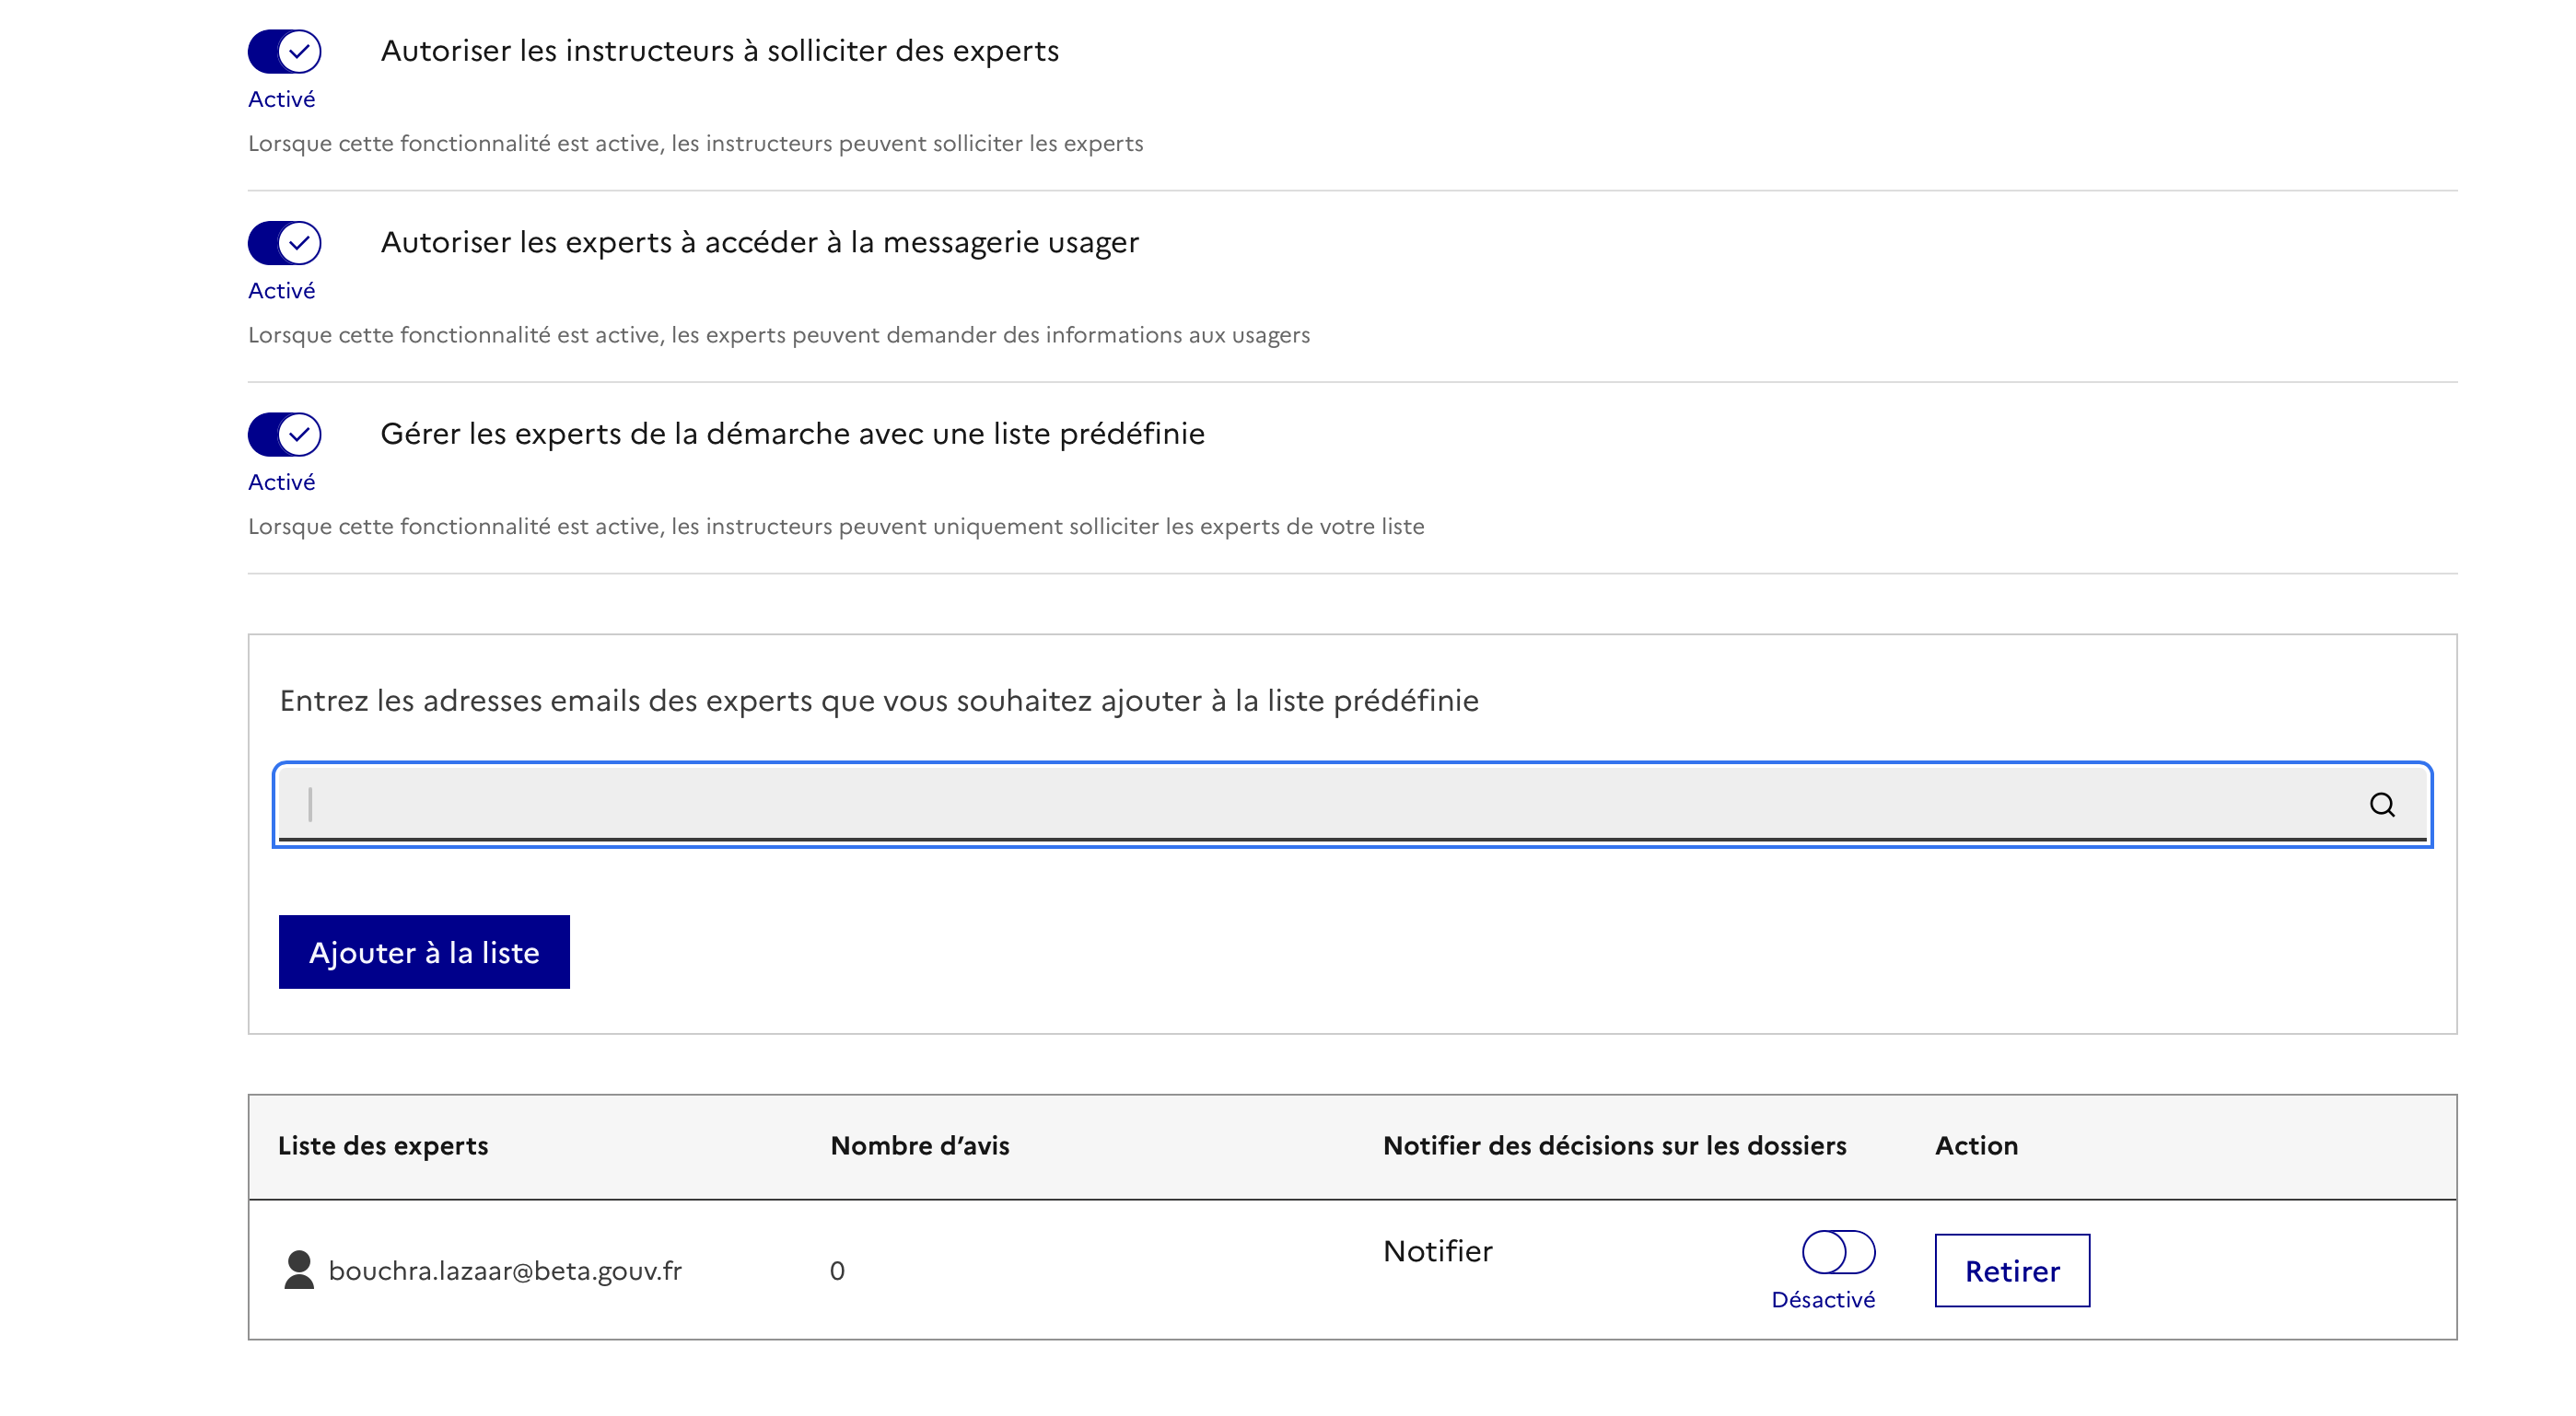 Autoriser les instructeurs à solliciter des experts
Activé
Lorsque cette fonctionnalité est active, les instructeurs peuvent solliciter les experts
Autoriser les experts à accéder à la messagerie usager
Activé
Lorsque cette fonctionnalité est active, les experts peuvent demander des informations aux usagers
Gérer les experts de la démarche avec une liste prédéfinie
Activé
Lorsque cette fonctionnalité est active, les instructeurs peuvent uniquement solliciter les experts de votre liste
Entrez les adresses emails des experts que vous souhaitez ajouter à la liste prédéfinie
Ajouter à la liste
Liste des experts Nombre d’avis Notifier des décisions sur les dossiers Action
bouchra.lazaar@beta.gouv.fr 0 Notifier Désactivé Retirer